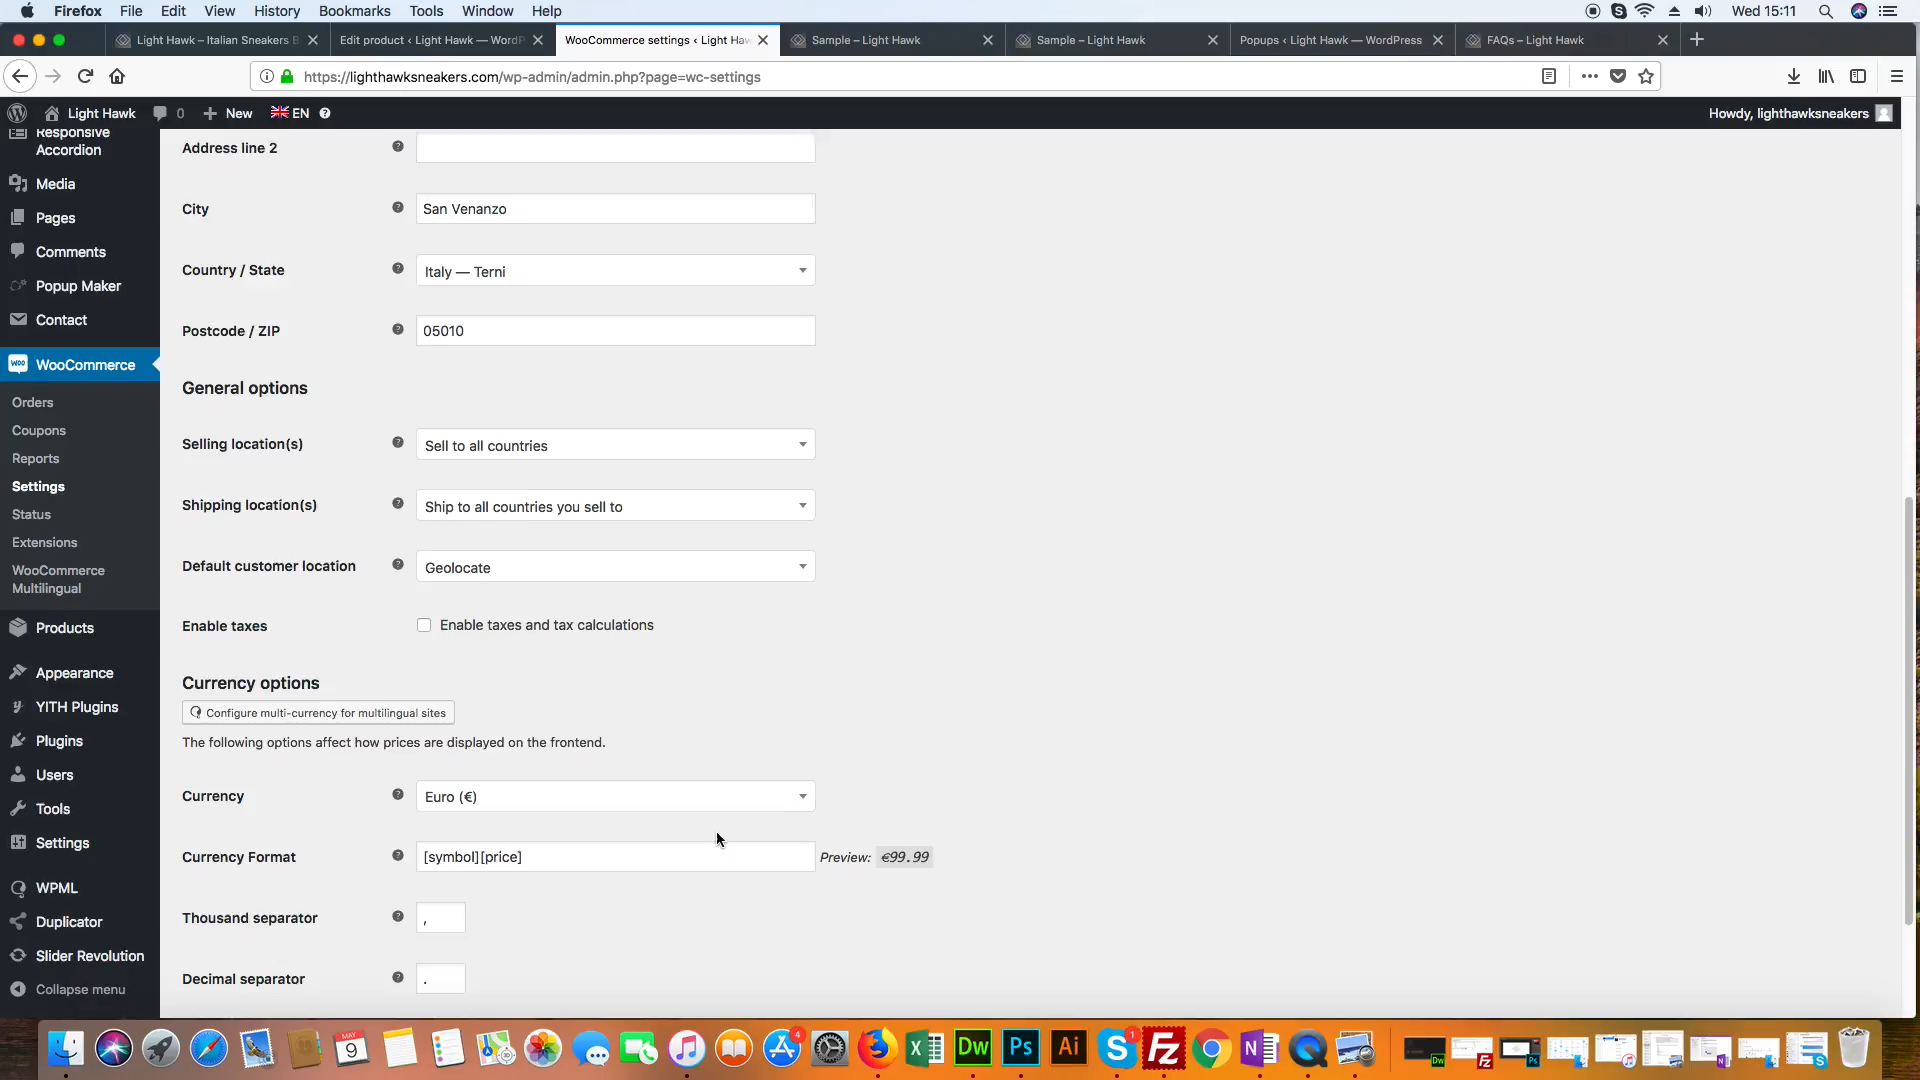 Firefox File Edit View History Bookmarks Tools Window Help Wed 15:11
Light Hawk – Italian Sneakers B
Edit product ‹ Light Hawk — WordP
WooCommerce settings ‹ Light Haw
Sample – Light Hawk
Sample – Light Hawk
Popups ‹ Light Hawk — WordPress
FAQs – Light Hawk
https://lighthawksneakers.com/wp-admin/admin.php?page=wc-settings
Light Hawk 0 New EN Howdy, lighthawksneakers
Responsive
Accordion
Media
Pages
Comments
Popup Maker
Contact
WooCommerce
Orders
Coupons
Reports
Settings
Status
Extensions
WooCommerce
Multilingual
Products
Appearance
YITH Plugins
Plugins
Users
Tools
Settings
WPML
Duplicator
Slider Revolution
Collapse menu
Address line 2
City San Venanzo
Country / State Italy — Terni
Postcode / ZIP 05010
General options
Selling location(s) Sell to all countries
Shipping location(s) Ship to all countries you sell to
Default customer location Geolocate
Enable taxes Enable taxes and tax calculations
Currency options
Configure multi-currency for multilingual sites
The following options affect how prices are displayed on the frontend.
Currency Euro (€)
Currency Format [symbol][price] Preview: €99.99
Thousand separator ,
Decimal separator .
MAY
9
4
Dw
Ps
Ai
1
Fz